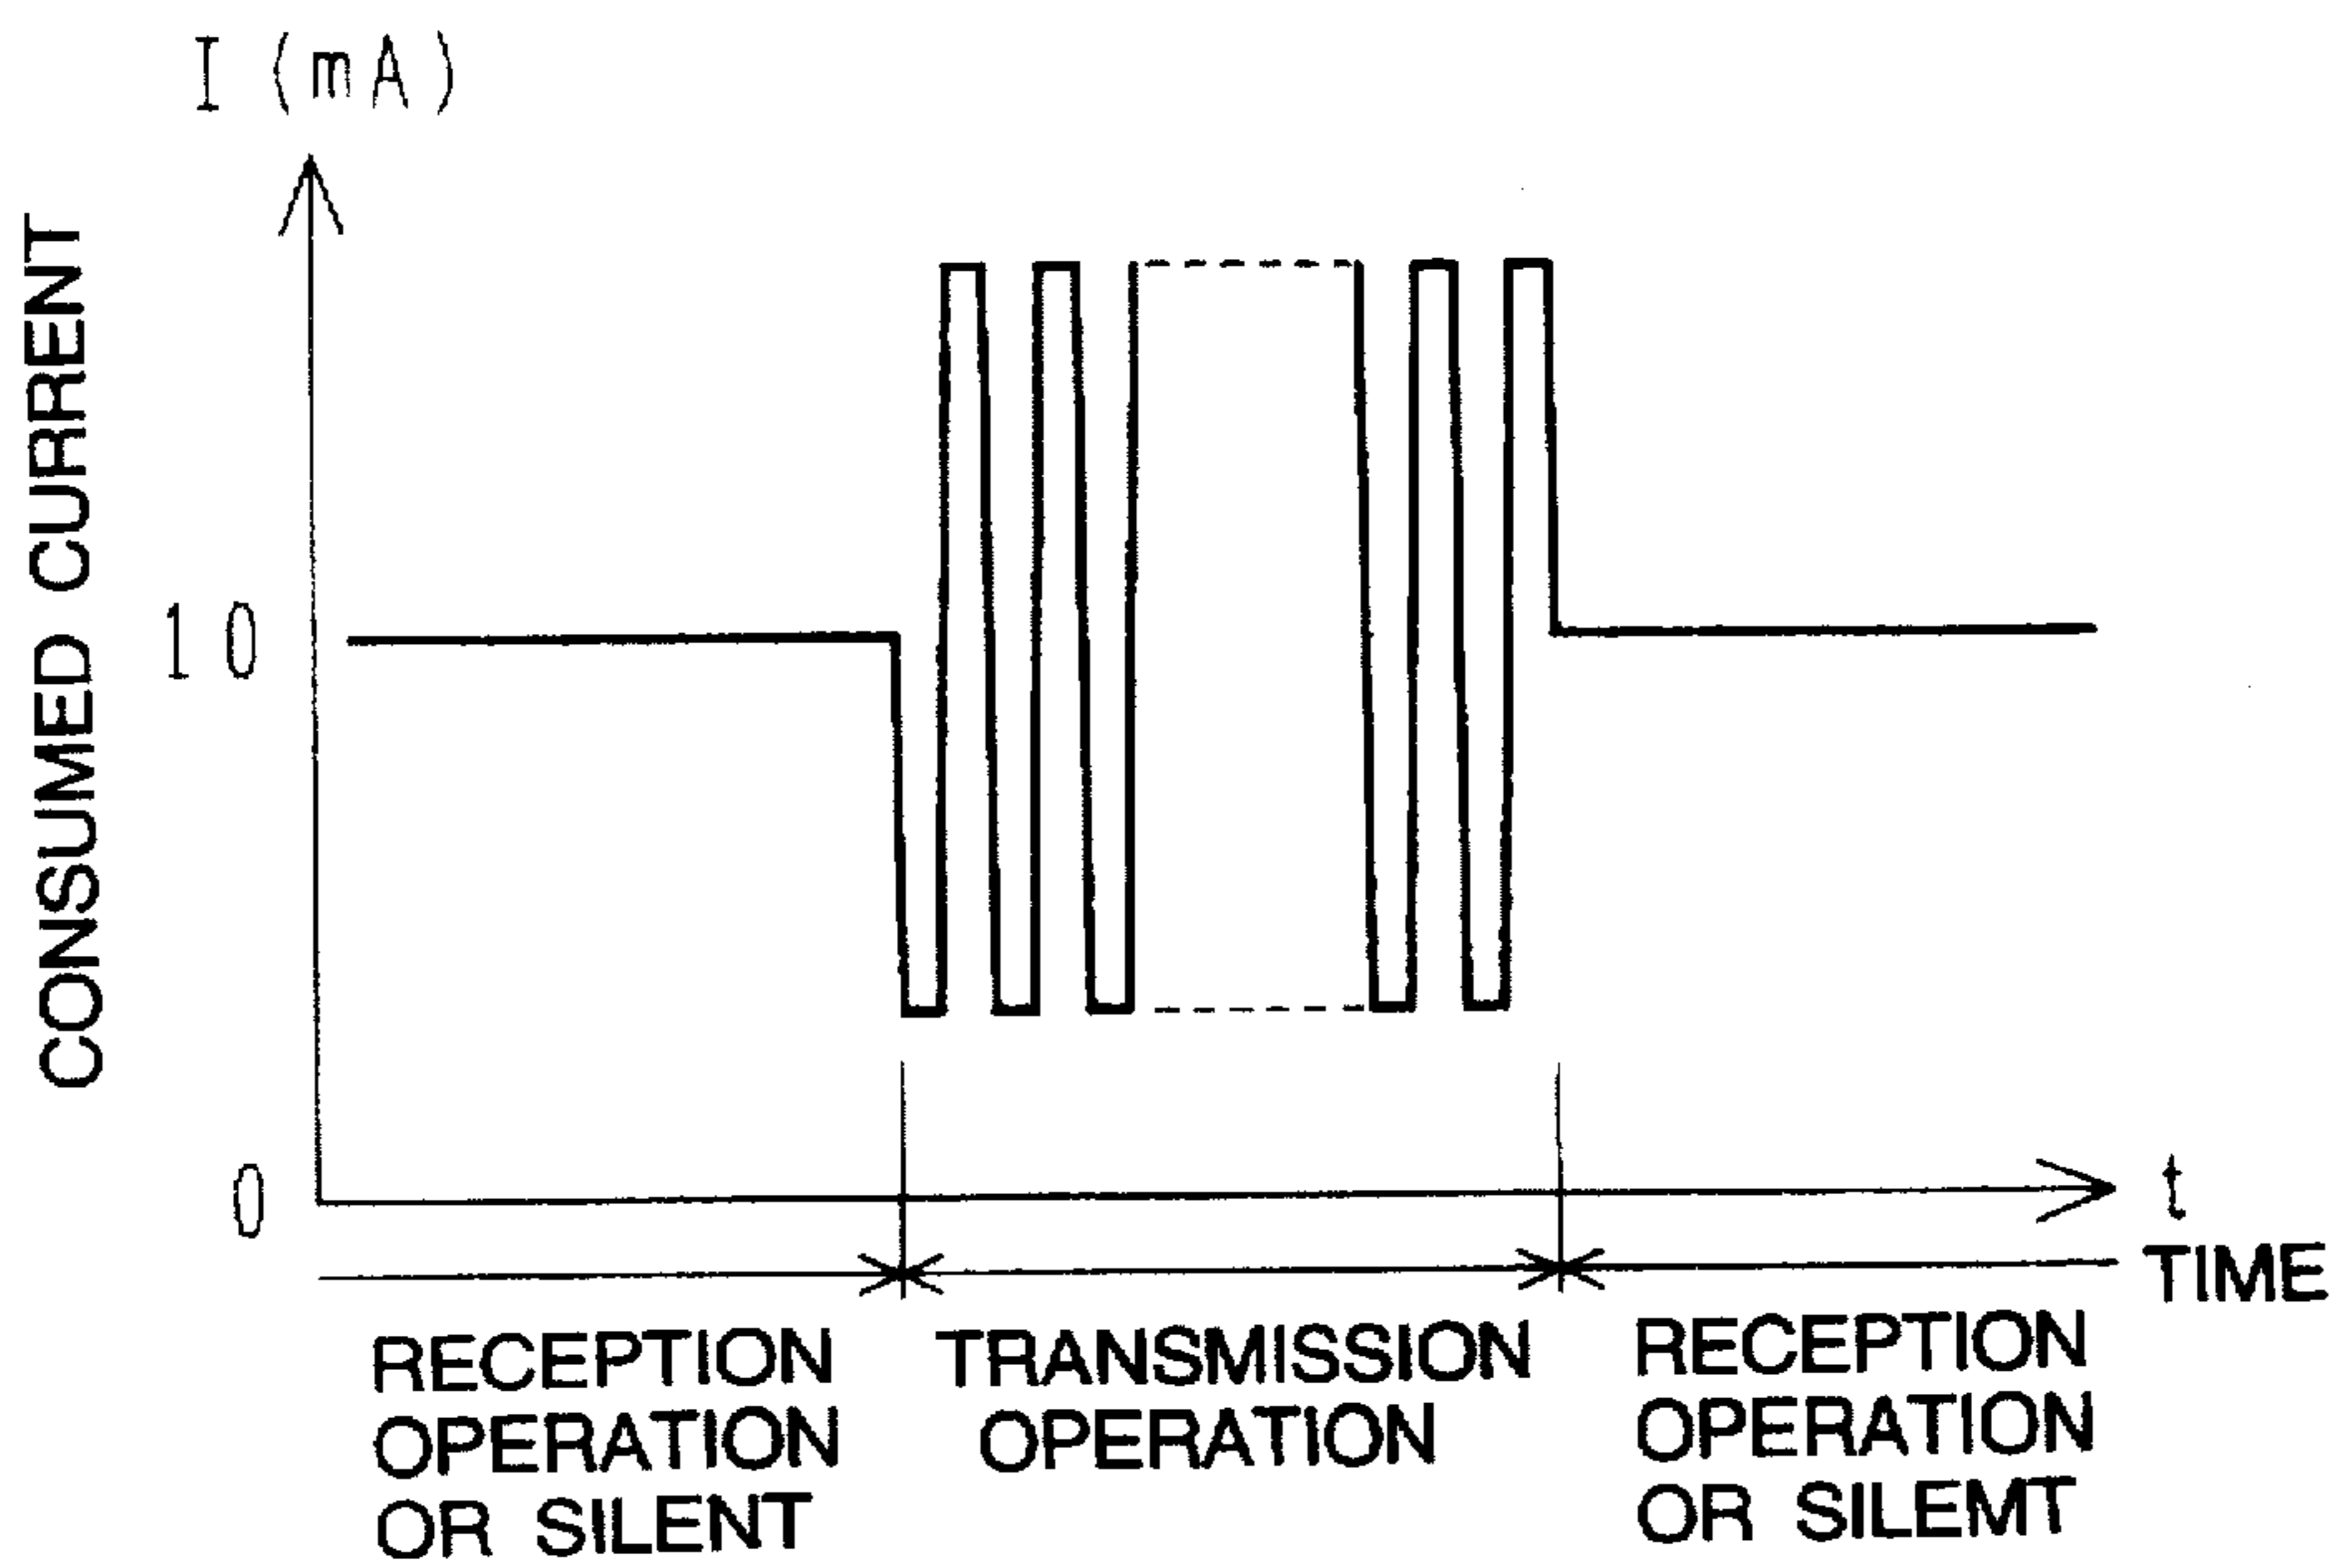 I (mA)
CONSUMED CURRENT
10
0
t
TIME
RECEPTION
OPERATION
OR SILENT
TRANSMISSION
OPERATION
RECEPTION
OPERATION
OR SILEMT